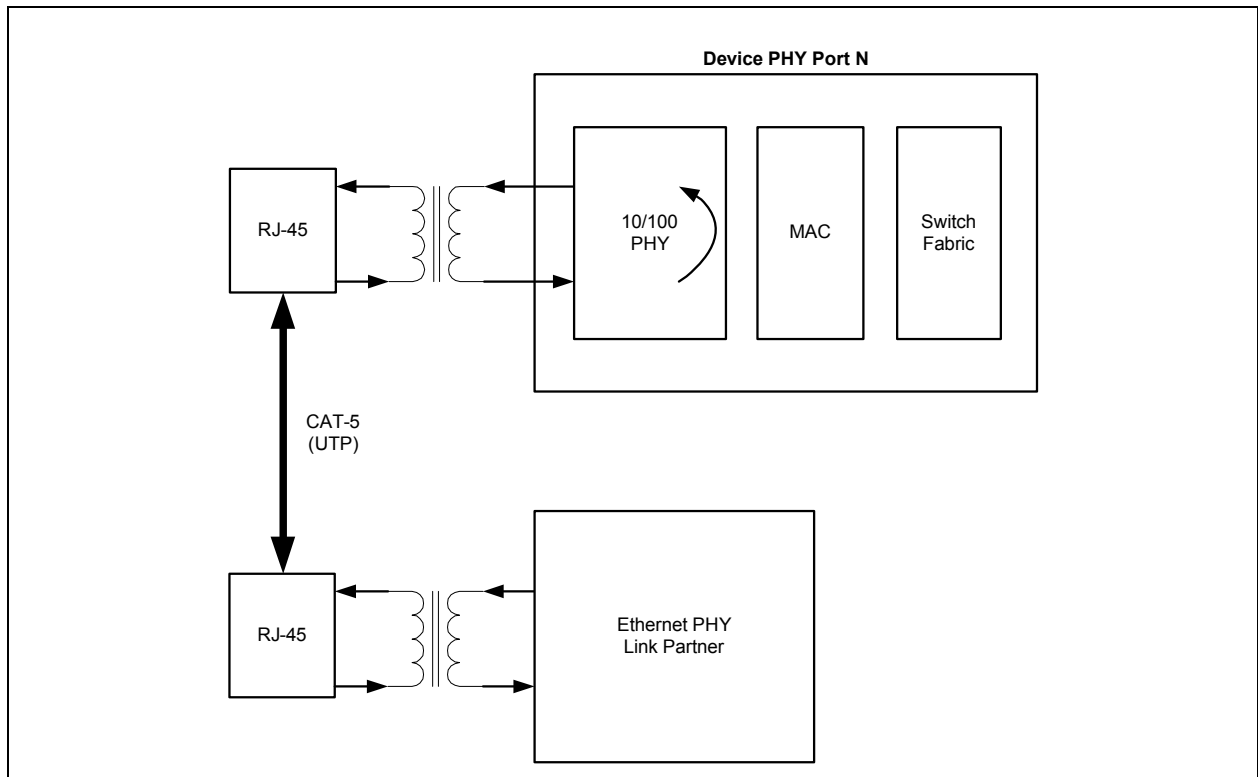 Device PHY Port N
RJ-45
10/100
PHY
MAC
Switch
Fabric
CAT-5
(UTP)
RJ-45
Ethernet PHY
Link Partner